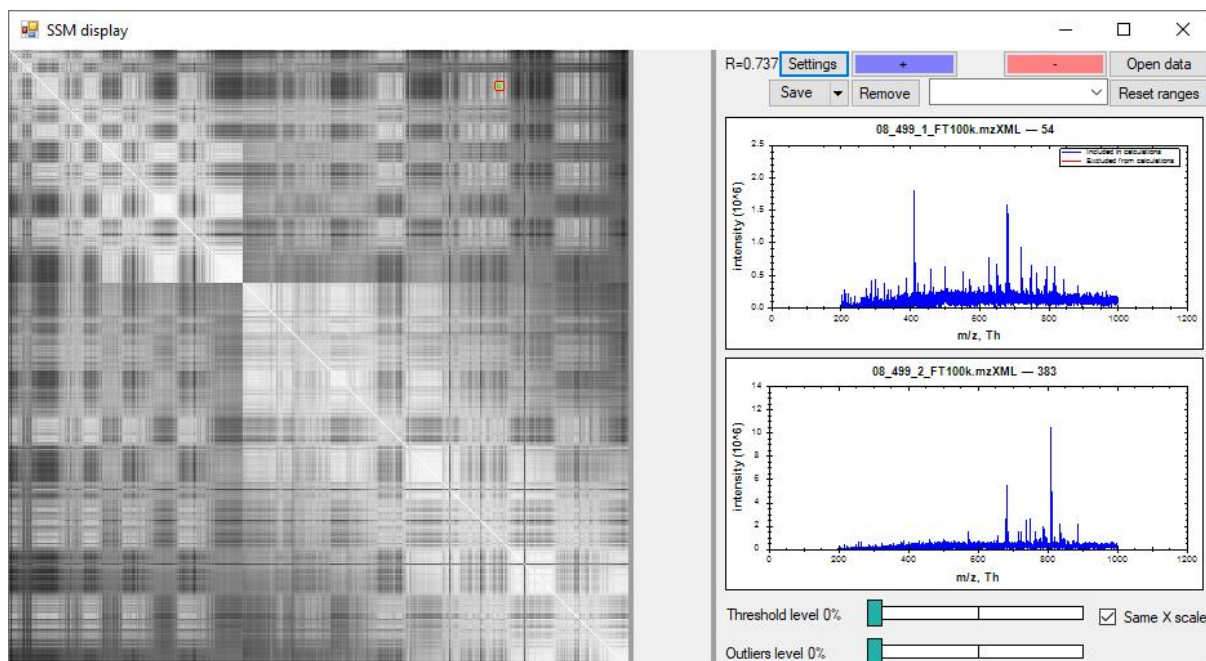 SSM display
R=0.737 Settings + - Open data
Save Remove Reset ranges
08_499_1_FT100k.mzXML — 54
Included in calculations
Excluded from calculations
2.5
2.0
1.5
1.0
0.5
0.0
intensity (10^6)
0 200 400 600 800 1000 1200
m/z, Th
08_499_2_FT100k.mzXML — 383
14
12
10
8
6
4
2
0
intensity (10^6)
0 200 400 600 800 1000 1200
m/z, Th
Threshold level 0% Same X scale
Outliers level 0%